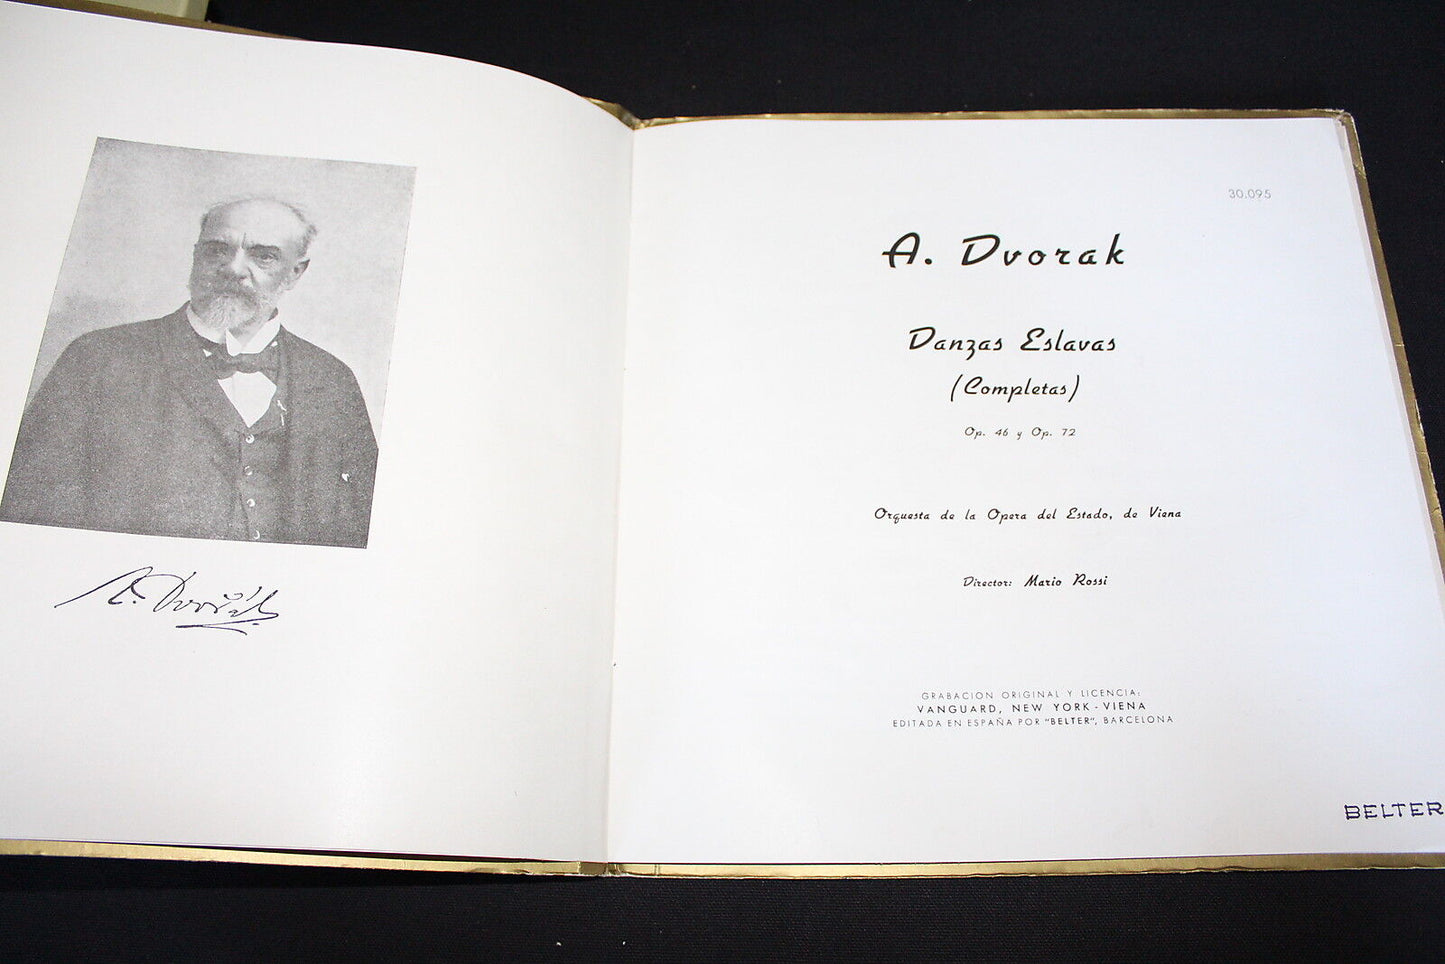 A. Dvořák.
30.095
A. Dvorak
Danzas Eslavas
(Completas)
Op. 46 y Op. 72
Orquesta de la Opera del Estado, de Viena
Director: Mario Rossi
GRABACION ORIGINAL Y LICENCIA:
VANGUARD, NEW YORK - VIENA
EDITADA EN ESPAÑA POR "BELTER", BARCELONA
BELTER